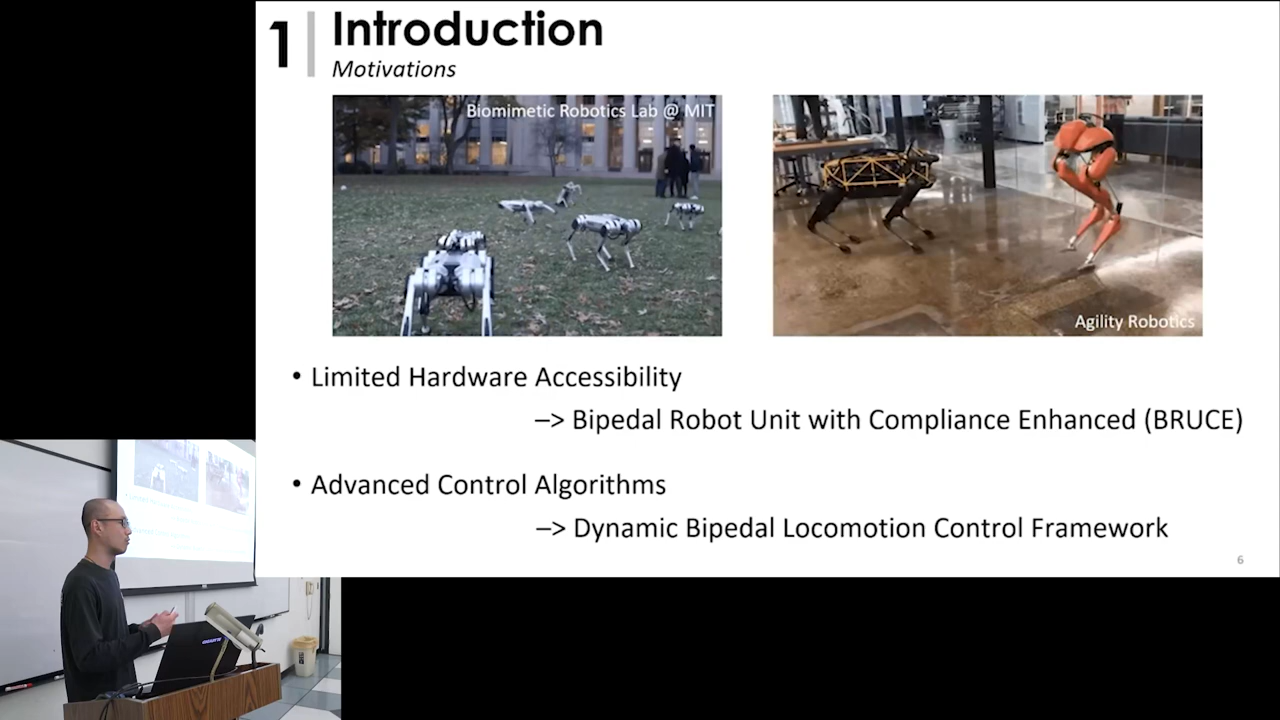 1
Introduction
Motivations
Biomimetic Robotics Lab @ MIT
Agility Robotics
• Limited Hardware Accessibility
–> Bipedal Robot Unit with Compliance Enhanced (BRUCE)
• Advanced Control Algorithms
–> Dynamic Bipedal Locomotion Control Framework
6